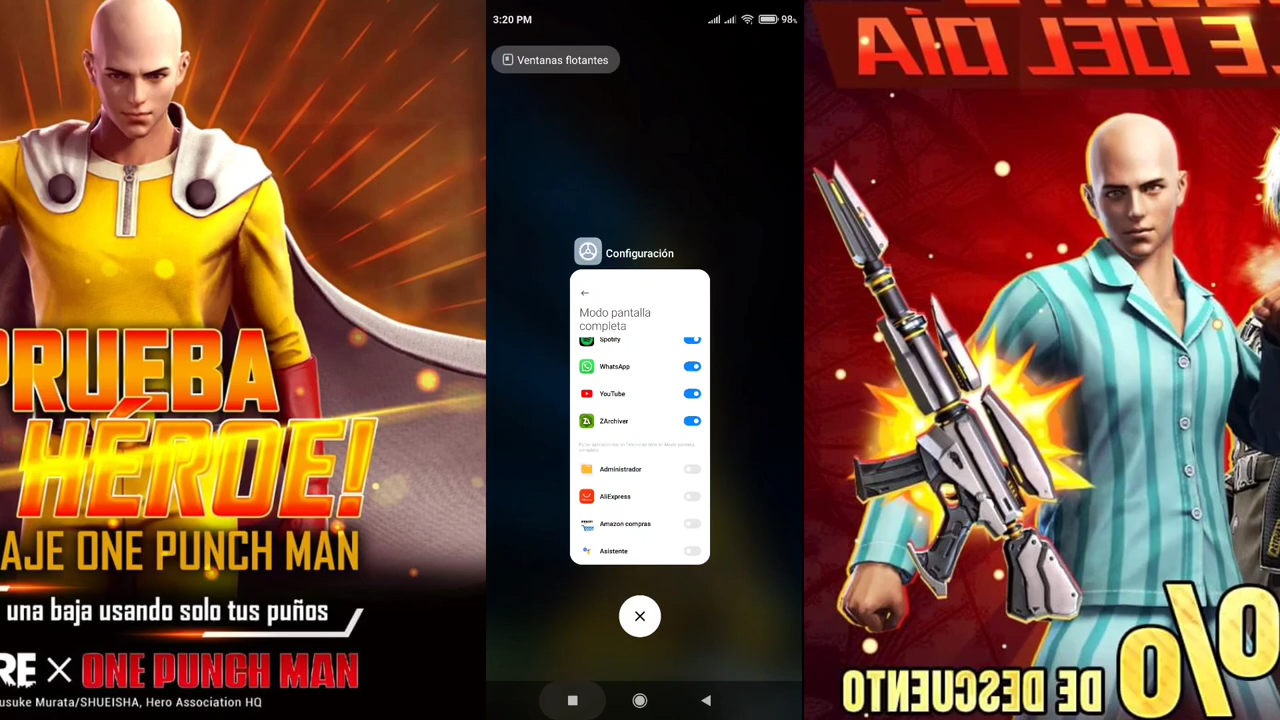 PRUEBA
HÉROE!
AJE ONE PUNCH MAN
una baja usando solo tus puños
RE × ONE PUNCH MAN
usuke Murata/SHUEISHA, Hero Association HQ
3:20 PM
98%
Ventanas flotantes
Configuración
Modo pantalla
completa
Spotify
WhatsApp
YouTube
ZArchiver
Administrador
AliExpress
Amazon compras
Asistente
E DEL DÍA
%
DE DESCUENTO